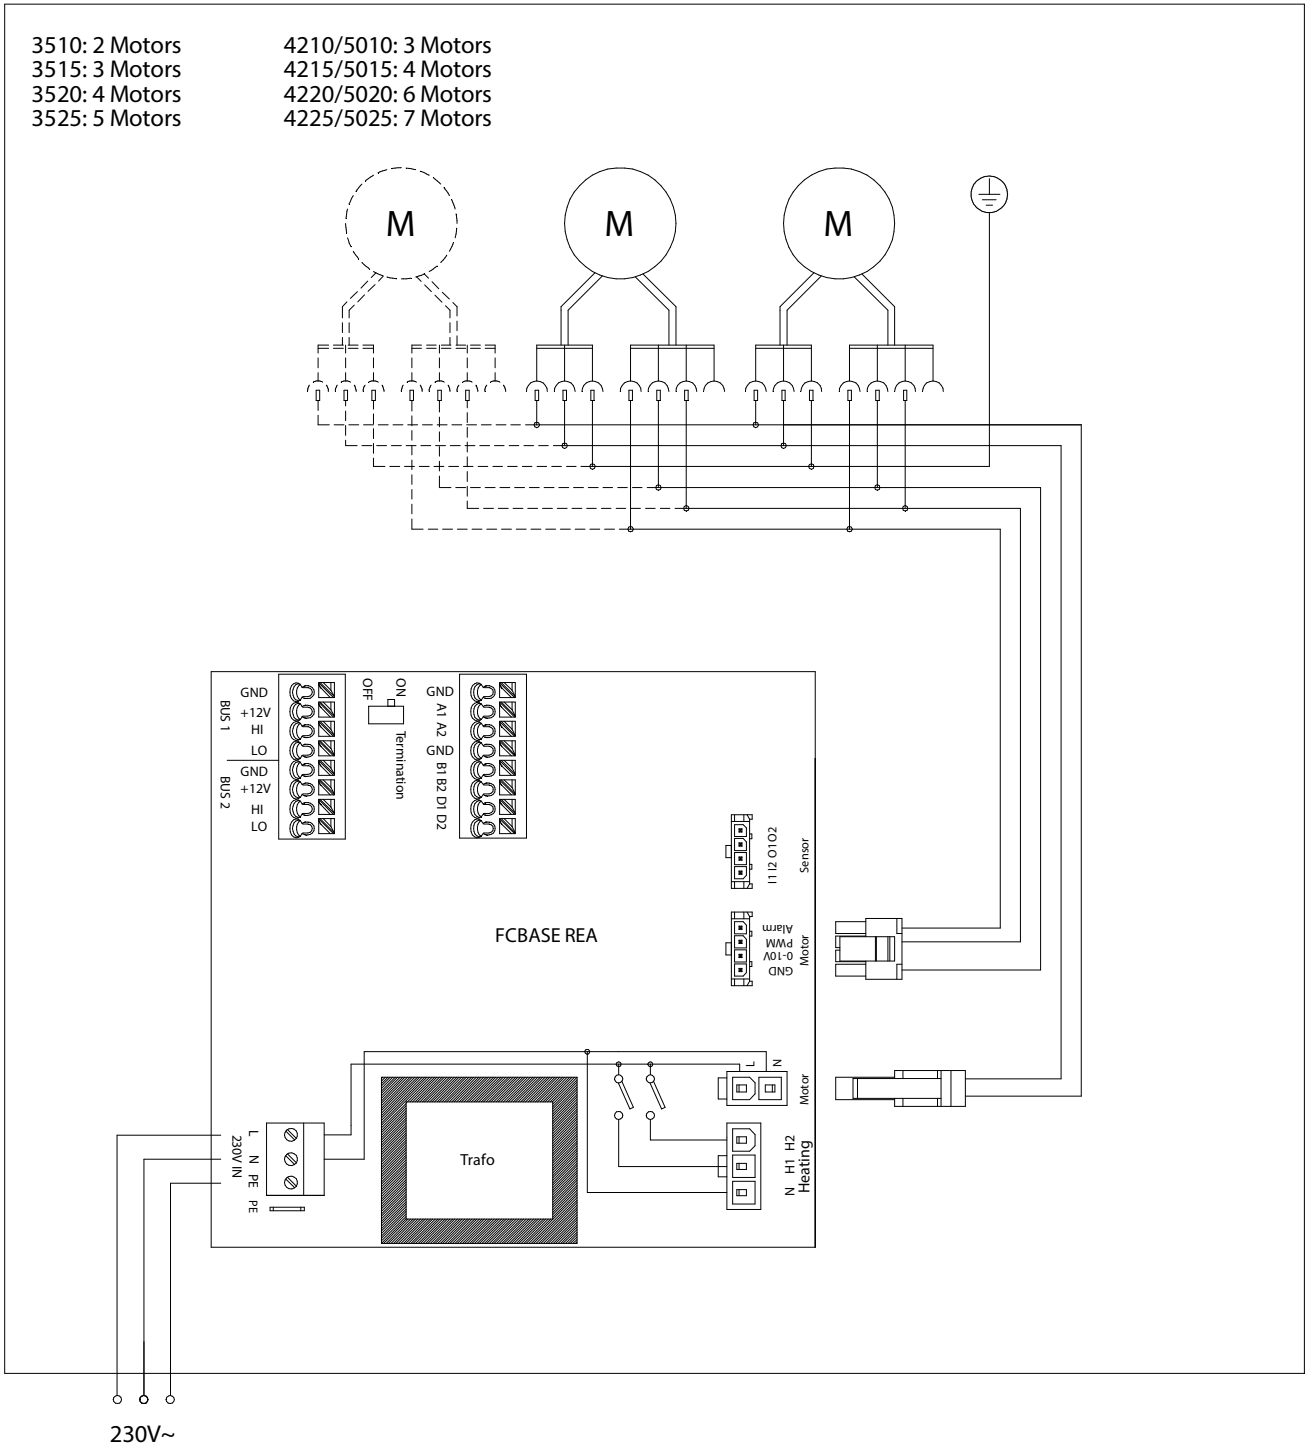 3510: 2 Motors
3515: 3 Motors
3520: 4 Motors
3525: 5 Motors
4210/5010: 3 Motors
4215/5015: 4 Motors
4220/5020: 6 Motors
4225/5025: 7 Motors
M
M
M
BUS 1
GND
+12V
HI
LO
BUS 2
GND
+12V
HI
LO
OFF
ON
Termination
GND
A1 A2
GND
B1 B2 D1 D2
I1 I2 O1 O2
Sensor
FCBASE REA
Alarm
PWM
0-10V
GND
Motor
L
N
Motor
H2
H1
N
Heating
L
N
PE
230V IN
PE
Trafo
230V~